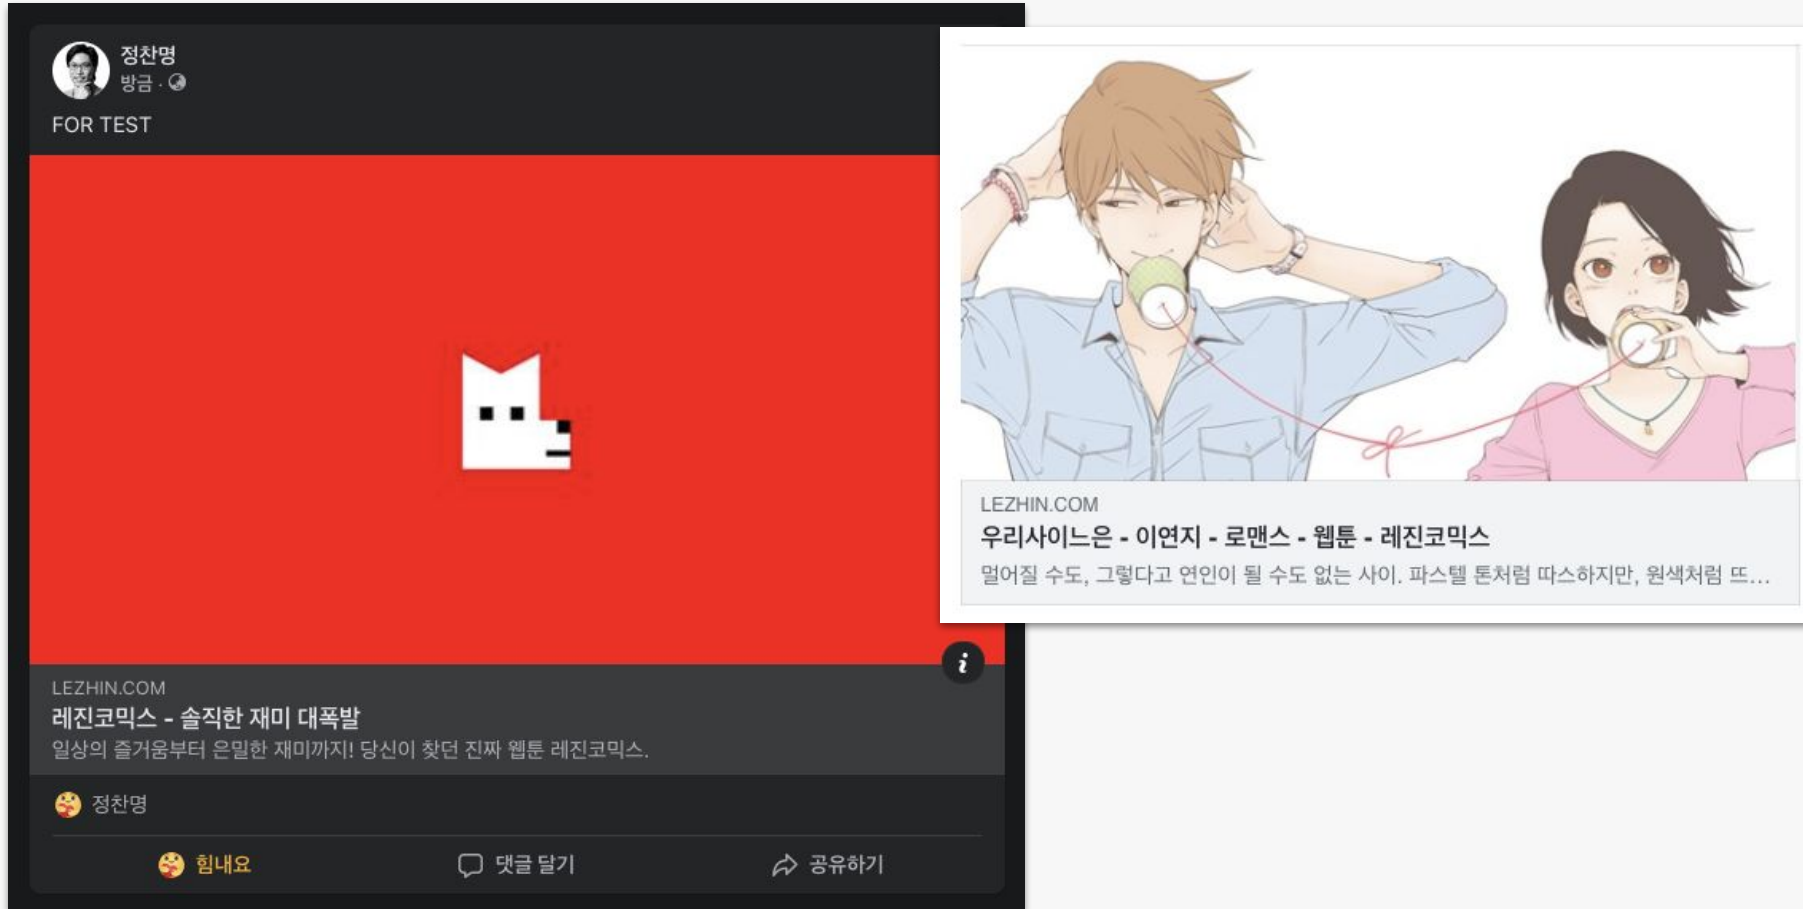 정찬명
방금 ·
FOR TEST
LEZHIN.COM
레진코믹스 - 솔직한 재미 대폭발
일상의 즐거움부터 은밀한 재미까지! 당신이 찾던 진짜 웹툰 레진코믹스.
정찬명
힘내요
댓글 달기
공유하기
LEZHIN.COM
우리사이느은 - 이연지 - 로맨스 - 웹툰 - 레진코믹스
멀어질 수도, 그렇다고 연인이 될 수도 없는 사이. 파스텔 톤처럼 따스하지만, 원색처럼 뜨...